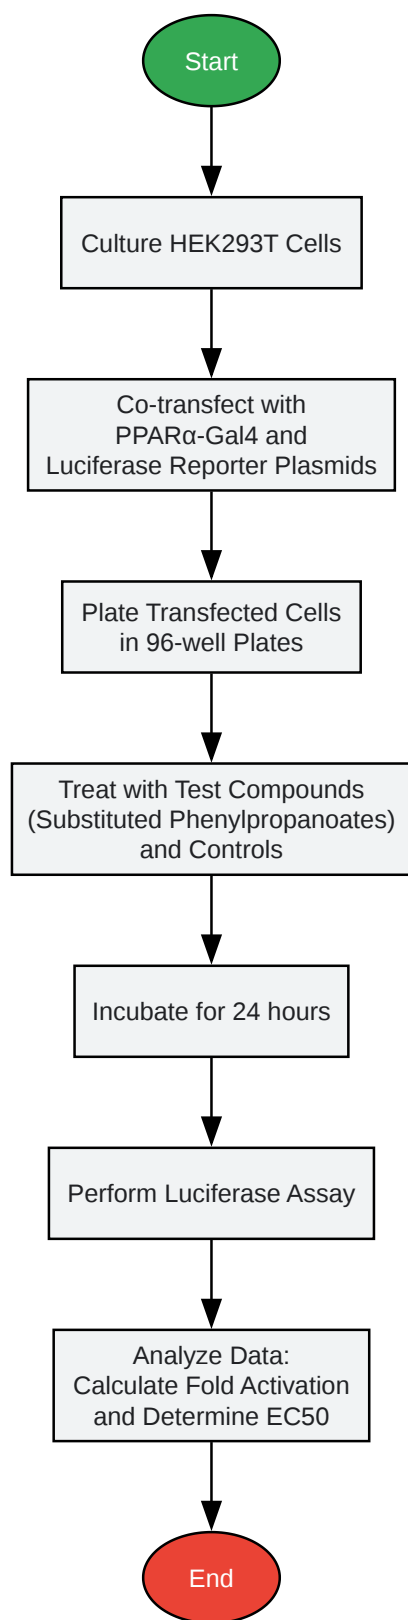 Start
Culture HEK293T Cells
Co-transfect with
PPARα-Gal4 and
Luciferase Reporter Plasmids
Plate Transfected Cells
in 96-well Plates
Treat with Test Compounds
(Substituted Phenylpropanoates)
and Controls
Incubate for 24 hours
Perform Luciferase Assay
Analyze Data:
Calculate Fold Activation
and Determine EC50
End